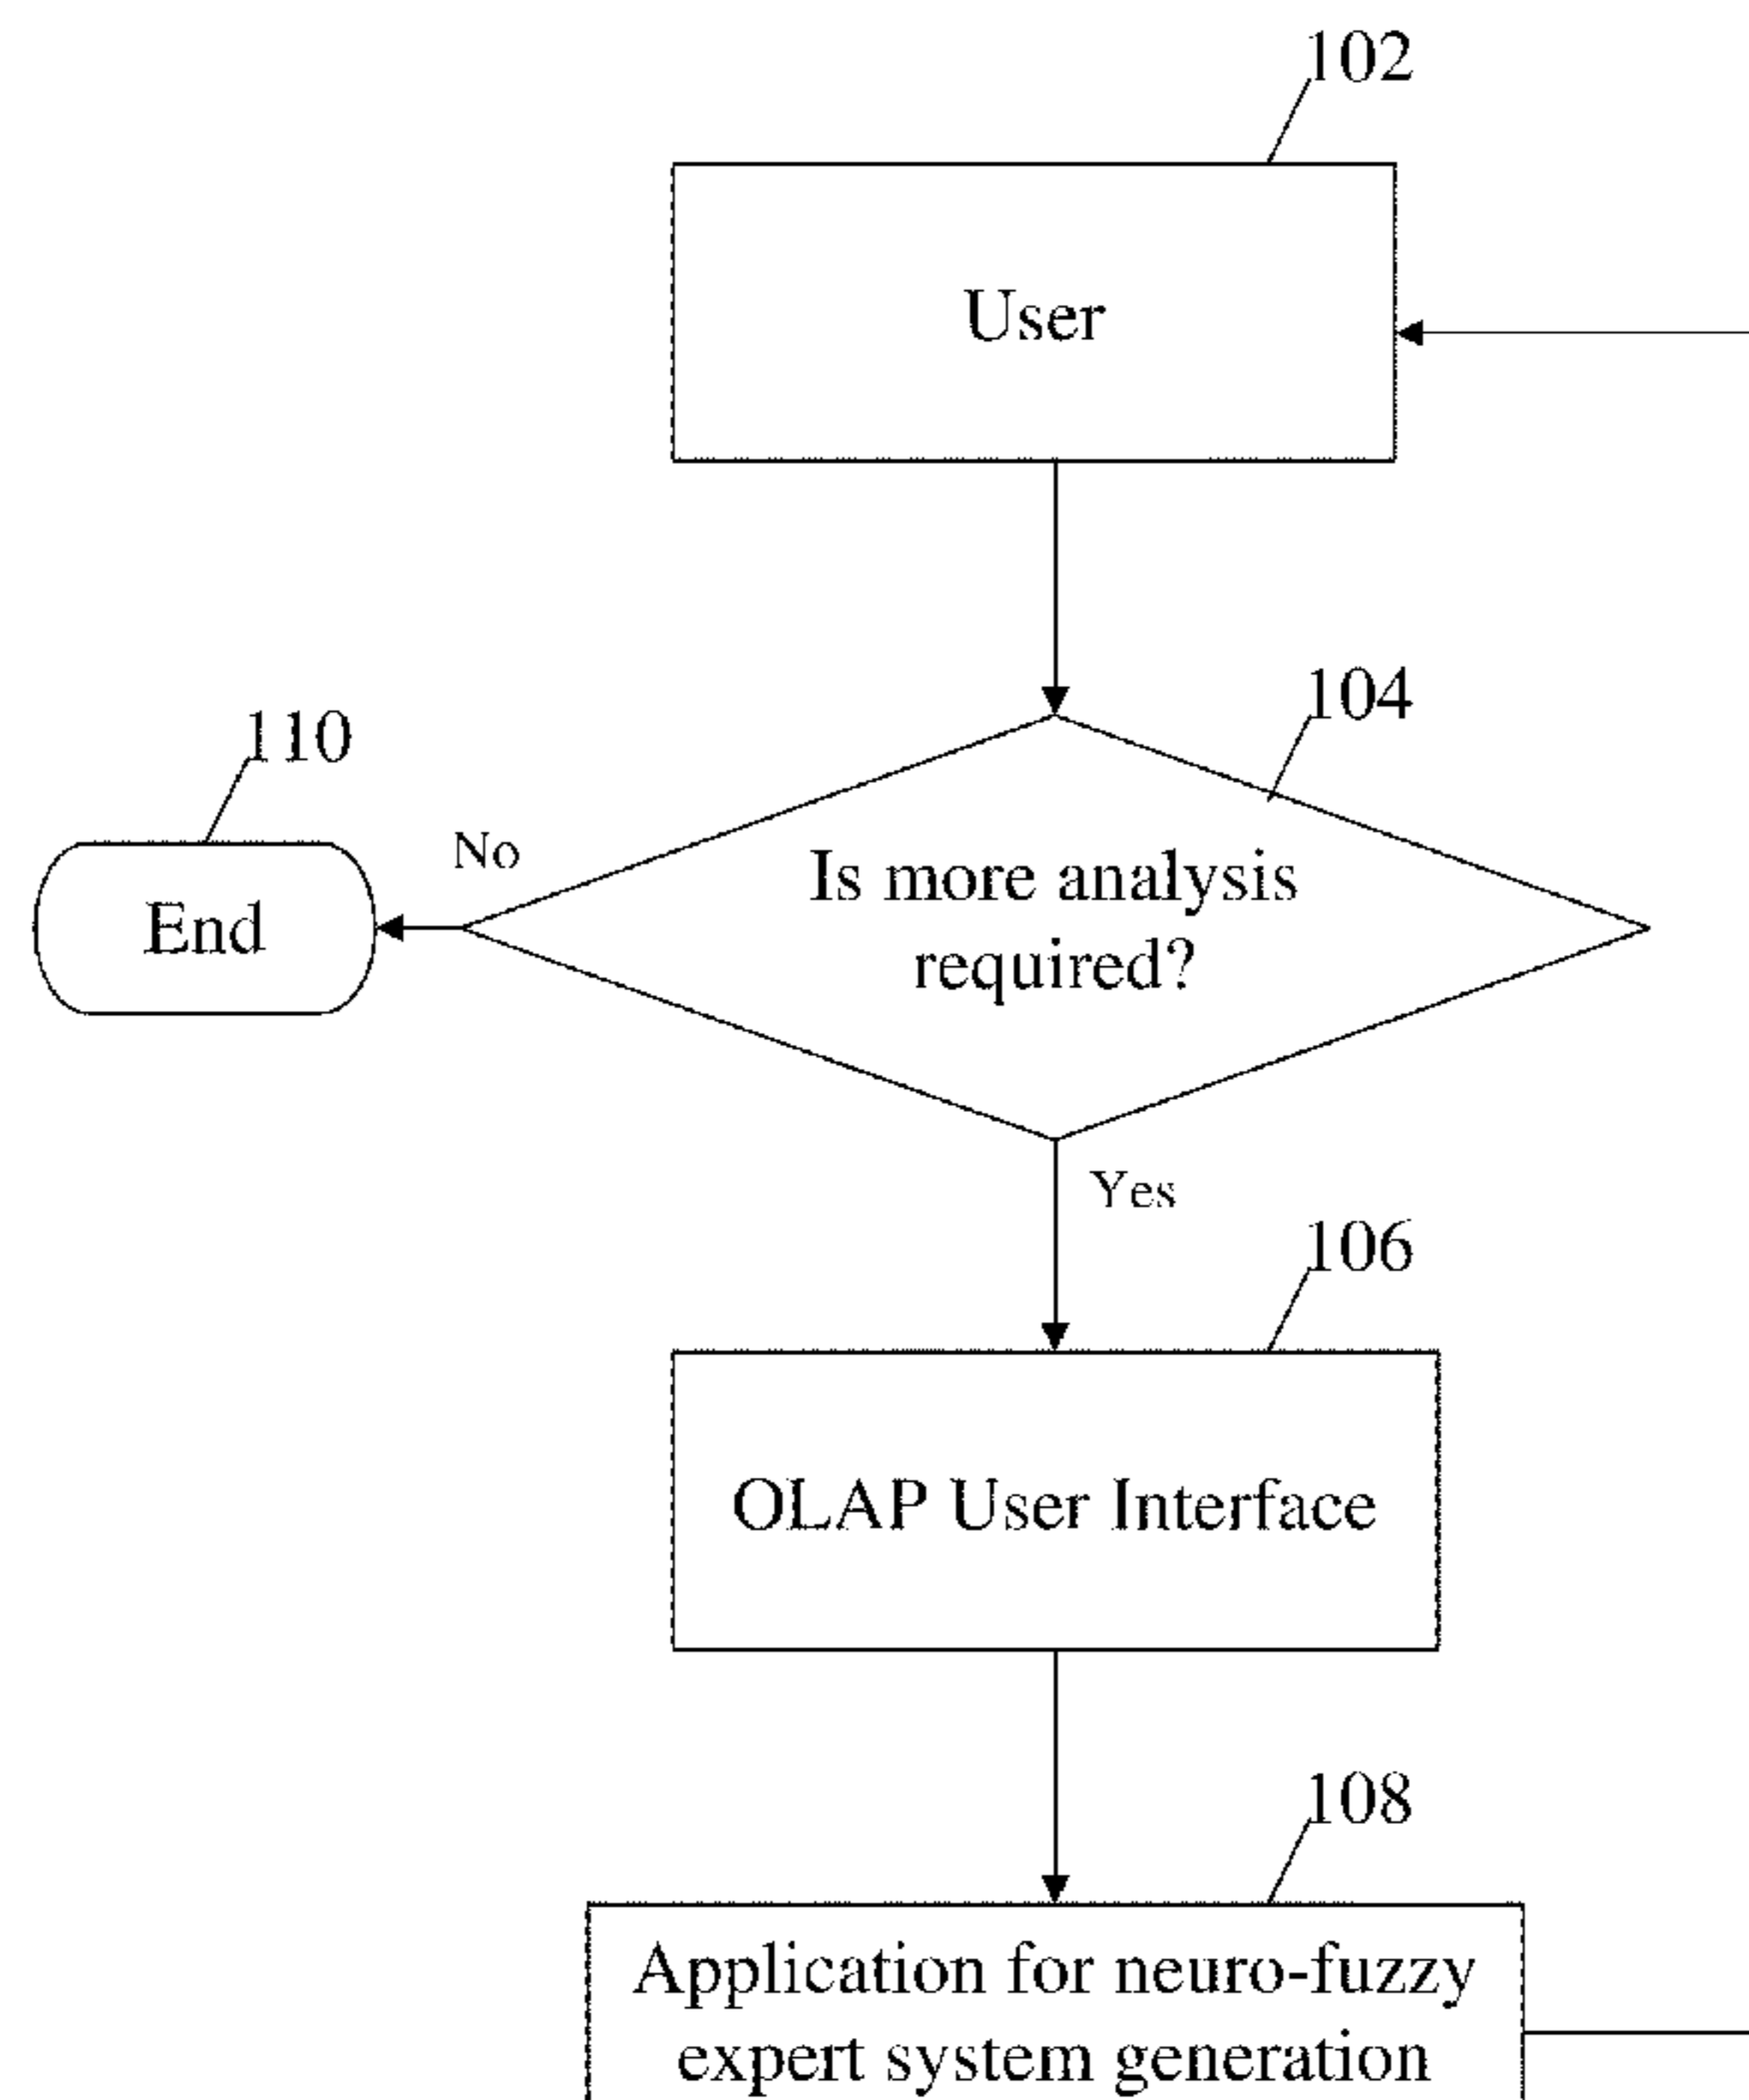 102
User
104
110
No
Is more analysis
End
required?
Yes
106
OLAP User Interface
108
Application for neuro-fuzzy
expert system generation